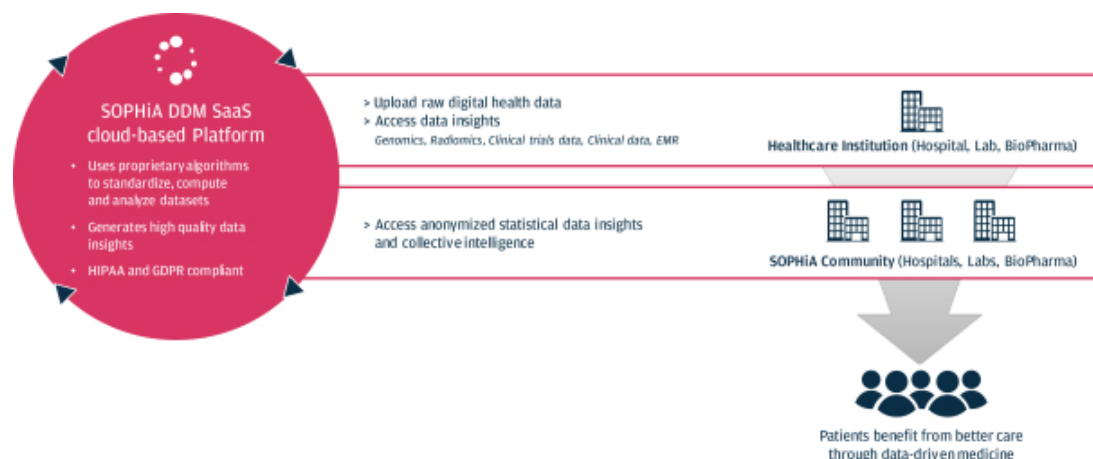 SOPHiA DDM SaaS
cloud-based Platform
• Uses proprietary algorithms
to standardize, compute
and analyze datasets
• Generates high quality data
insights
• HIPAA and GDPR compliant
> Upload raw digital health data
> Access data insights
Genomics, Radiomics, Clinical trials data, Clinical data, EMR
Healthcare Institution (Hospital, Lab, BioPharma)
> Access anonymized statistical data insights
and collective intelligence
SOPHiA Community (Hospitals, Labs, BioPharma)
Patients benefit from better care
through data-driven medicine